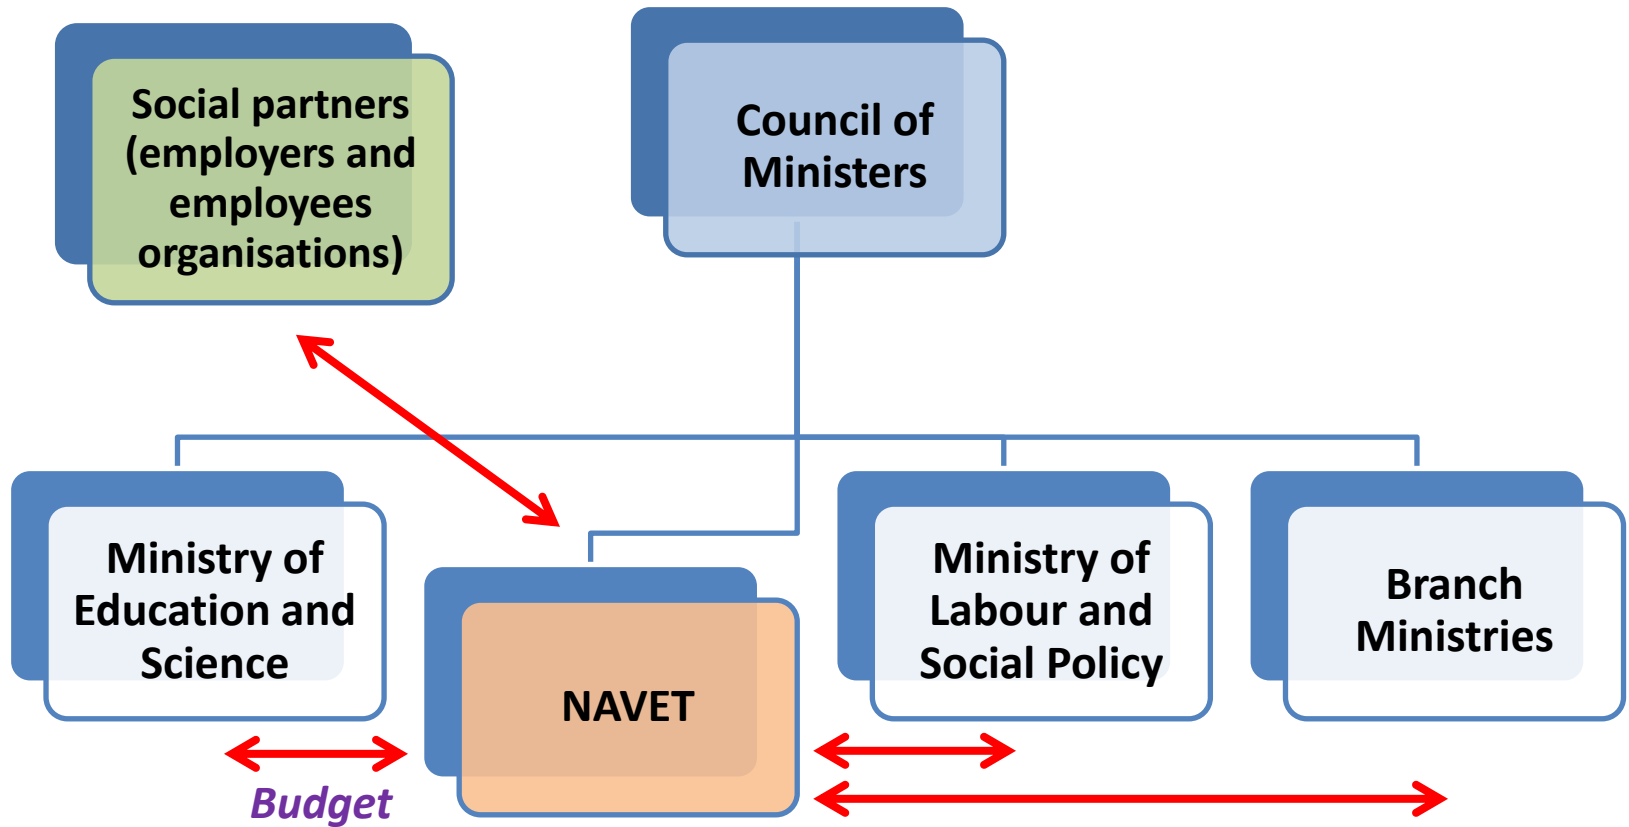 Social partners
(employers and
employees
organisations)
Council of
Ministers
Ministry of
Education and
Science
NAVET
Ministry of
Labour and
Social Policy
Branch
Ministries
Budget